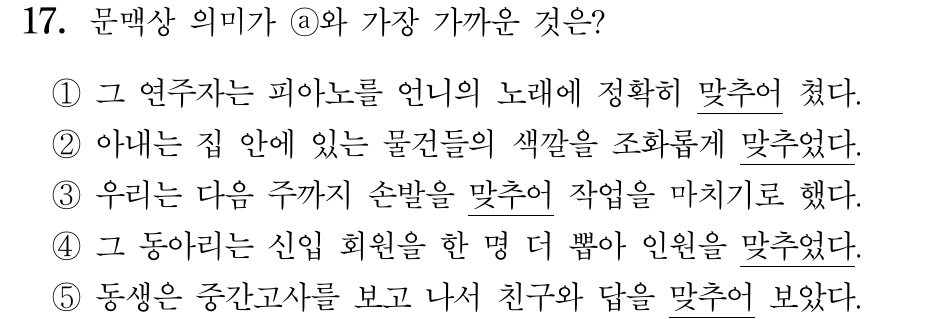 17. 문맥상 의미가 ⓐ와 가장 가까운 것은?
① 그 연주자는 피아노를 언니의 노래에 정확히 맞추어 쳤다.
② 아내는 집 안에 있는 물건들의 색깔을 조화롭게 맞추었다.
③ 우리는 다음 주까지 손발을 맞추어 작업을 마치기로 했다.
④ 그 동아리는 신입 회원을 한 명 더 뽑아 인원을 맞추었다.
⑤ 동생은 중간고사를 보고 나서 친구와 답을 맞추어 보았다.